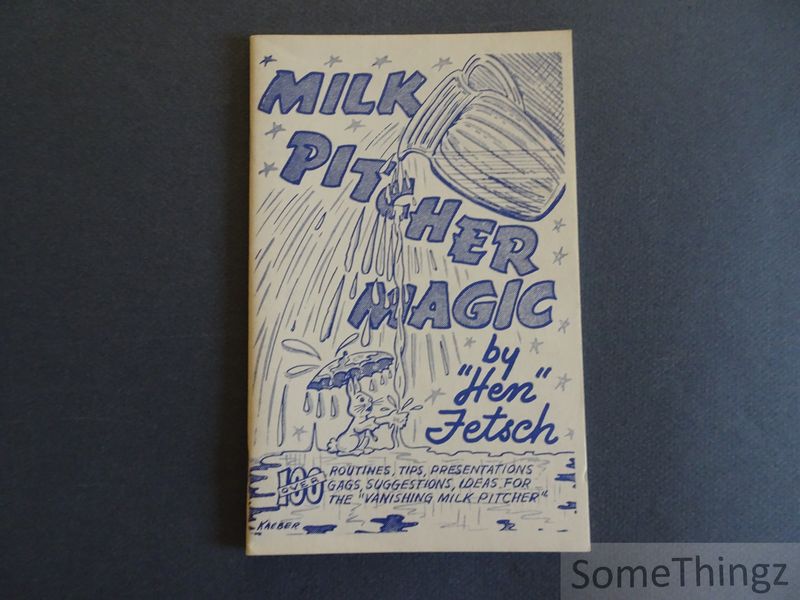 MILK
PITCHER
MAGIC
by
"Hen"
Fetsch
OVER
100
ROUTINES, TIPS, PRESENTATIONS
GAGS, SUGGESTIONS, IDEAS FOR
THE "VANISHING MILK PITCHER"
KAEBER
SomeThingz